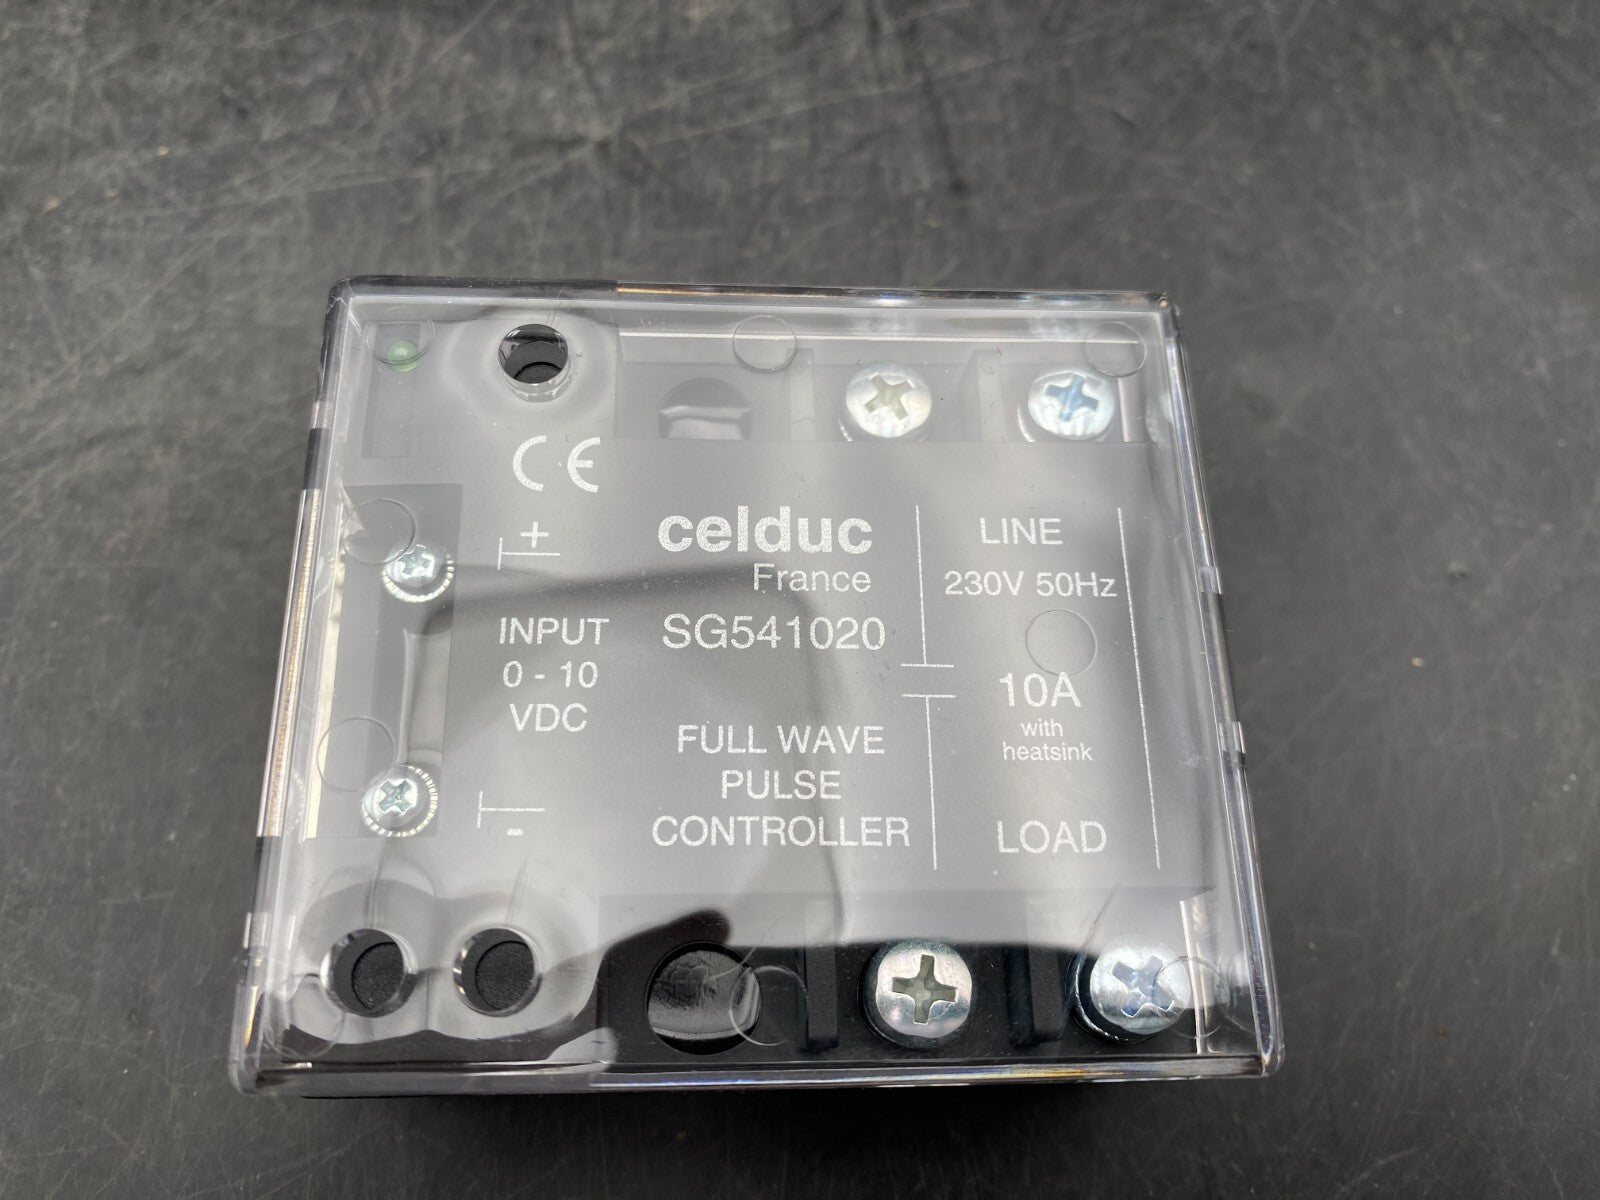 CE
+
INPUT
0 - 10
VDC
-
celduc
France
SG541020
FULL WAVE
PULSE
CONTROLLER
LINE
230V 50Hz
10A
with
heatsink
LOAD